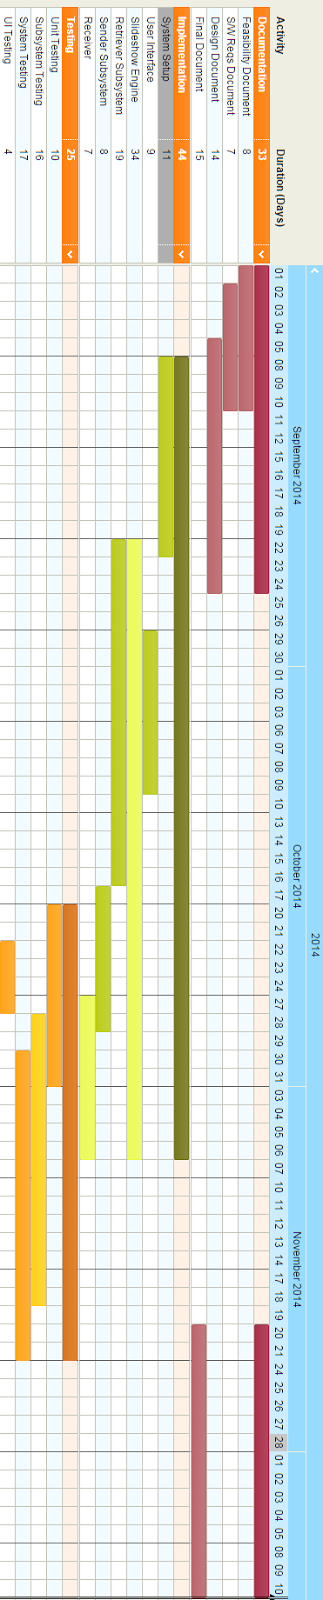 2014
September 2014 October 2014 November 2014
Activity Duration (Days) 01 02 03 04 05 08 09 10 11 12 15 16 17 18 19 22 23 24 25 26 29 30 01 02 03 06 07 08 09 10 13 14 15 16 17 20 21 22 23 24 27 28 29 30 31 03 04 05 06 07 10 11 12 13 14 17 18 19 20 21 24 25 26 27 28 01 02 03 04 05 08 09 10
Documentation 33
Feasibility Document 8
S/W Reqs Document 7
Design Document 14
Final Document 15
Implementation 44
System Setup 11
User Interface 9
Slideshow Engine 34
Retriever Subsystem 19
Sender Subsystem 8
Receiver 7
Testing 25
Unit Testing 10
Subsystem Testing 16
System Testing 17
UI Testing 4